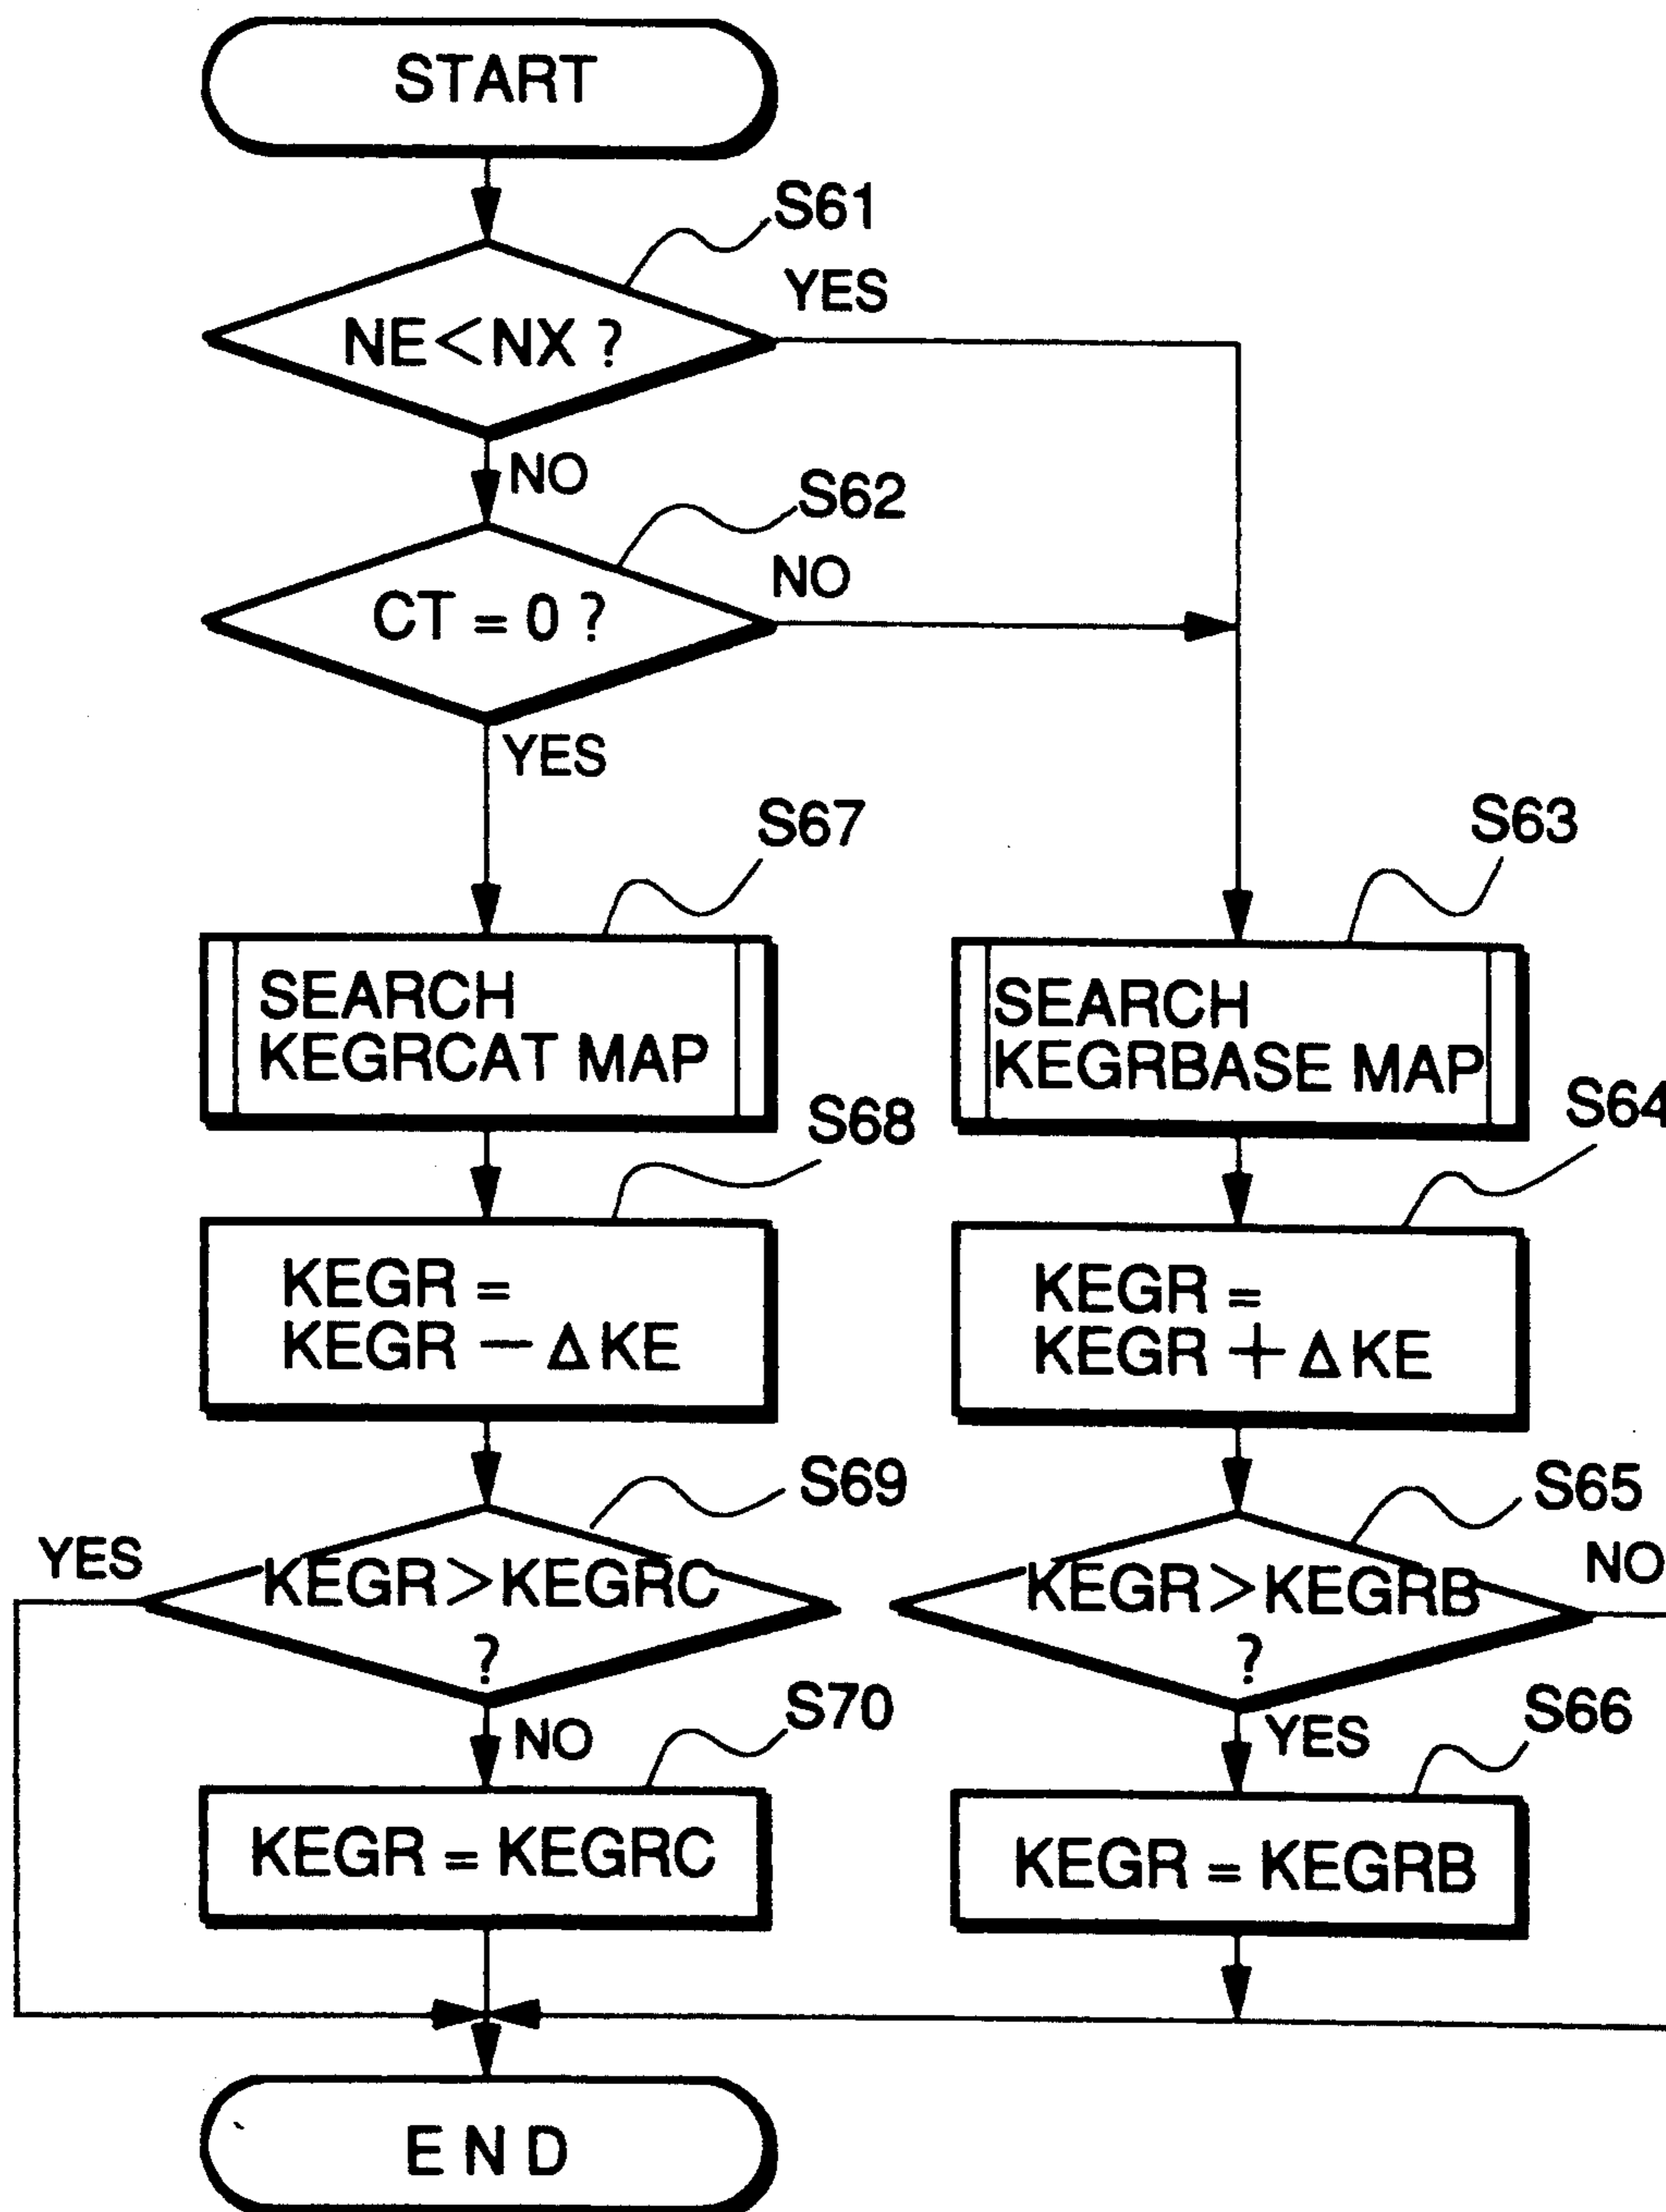 START
S61
YES
NE<NX ?
NO
S62
NO
CT = 0 ?
YES
S67
S63
SEARCH
KEGRCAT MAP
SEARCH
KEGRBASE MAP
S68
S64
KEGR =
KEGR − Δ KE
KEGR =
KEGR + Δ KE
S69
S65
YES
KEGR>KEGRC
?
KEGR>KEGRB
?
NO
S70
NO
S66
YES
KEGR = KEGRC
KEGR = KEGRB
END